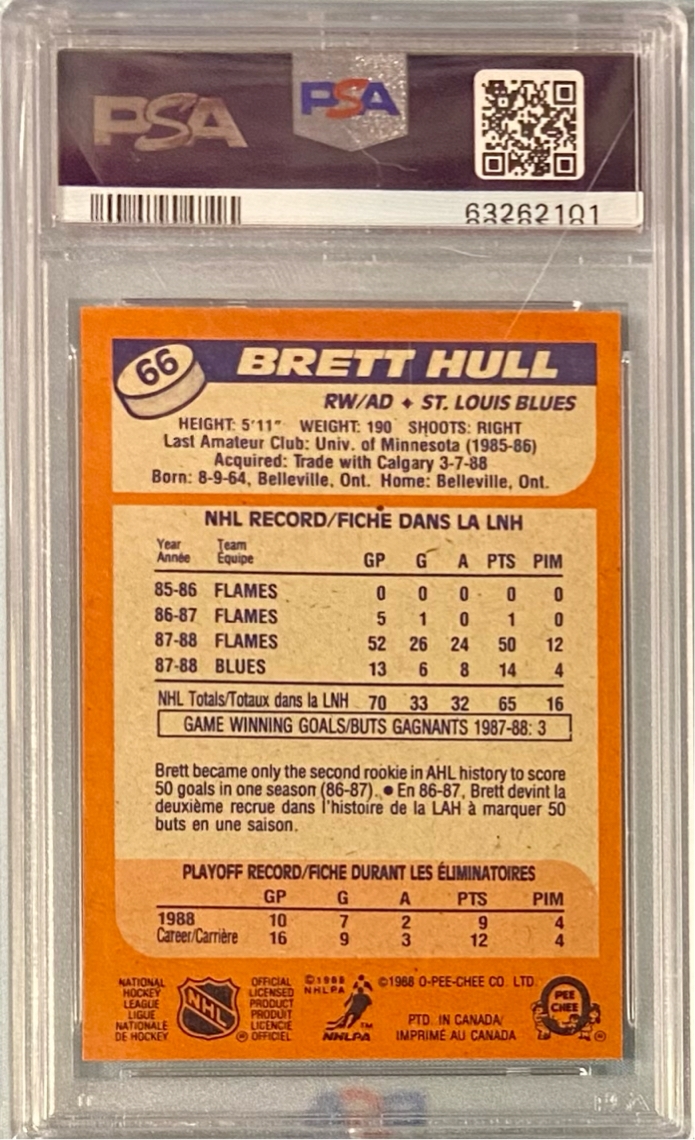 PSA PSA
63262101
66 BRETT HULL
RW/AD ✦ ST. LOUIS BLUES
HEIGHT: 5'11" WEIGHT: 190 SHOOTS: RIGHT
Last Amateur Club: Univ. of Minnesota (1985-86)
Acquired: Trade with Calgary 3-7-88
Born: 8-9-64, Belleville, Ont. Home: Belleville, Ont.
NHL RECORD/FICHE DANS LA LNH
Year Team
Année Équipe GP G A PTS PIM
85-86 FLAMES 0 0 0 0 0
86-87 FLAMES 5 1 0 1 0
87-88 FLAMES 52 26 24 50 12
87-88 BLUES 13 6 8 14 4
NHL Totals/Totaux dans la LNH 70 33 32 65 16
GAME WINNING GOALS/BUTS GAGNANTS 1987-88: 3
Brett became only the second rookie in AHL history to score
50 goals in one season (86-87). ● En 86-87, Brett devint la
deuxième recrue dans l'histoire de la LAH à marquer 50
buts en une saison.
PLAYOFF RECORD/FICHE DURANT LES ÉLIMINATOIRES
GP G A PTS PIM
1988 10 7 2 9 4
Career/Carrière 16 9 3 12 4
NATIONAL
HOCKEY
LEAGUE
LIGUE
NATIONALE
DE HOCKEY
NHL
®
OFFICIAL
LICENSED
PRODUCT
PRODUIT
LICENCIÉ
OFFICIEL
©1988
NHLPA
NHLPA™
©1988 O-PEE-CHEE CO. LTD.
PTD. IN CANADA/
IMPRIMÉ AU CANADA
O
PEE
CHEE
®